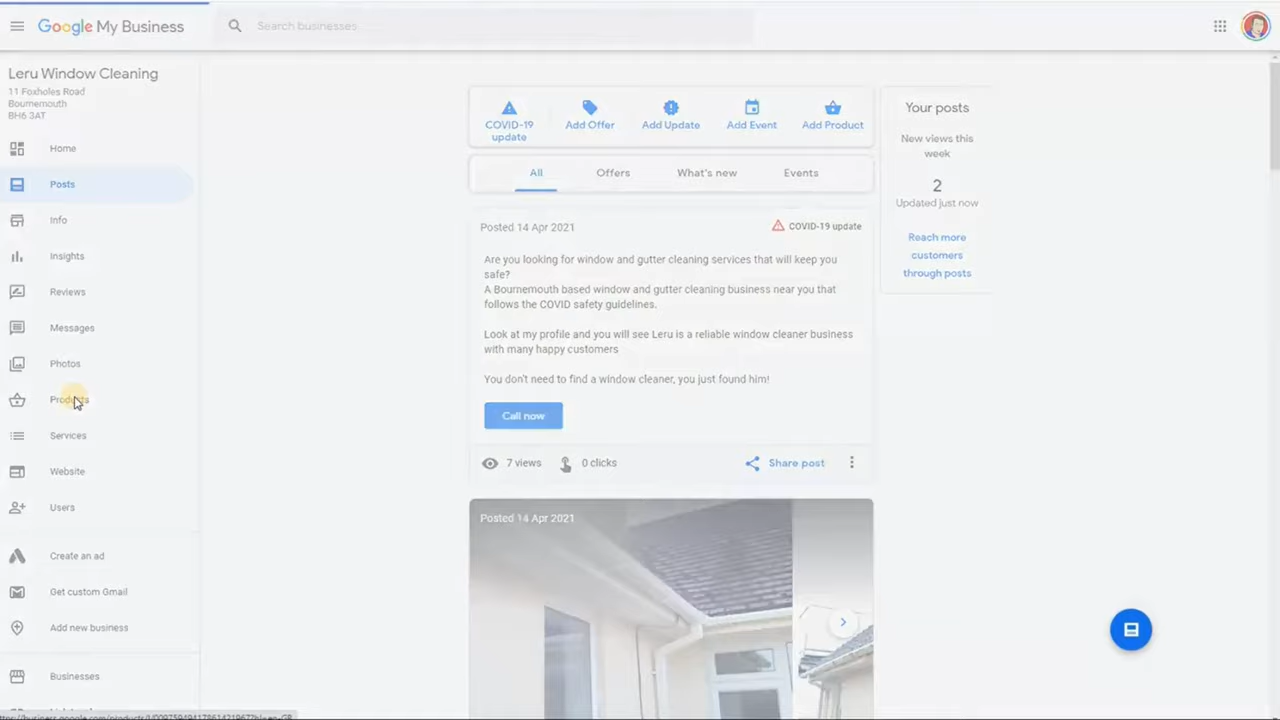 Google My Business
Search businesses
Leru Window Cleaning
11 Foxholes Road
Bournemouth
BH6 3AT
Home
Posts
Info
Insights
Reviews
Messages
Photos
Products
Services
Website
Users
Create an ad
Get custom Gmail
Add new business
Businesses
COVID-19
update
Add Offer
Add Update
Add Event
Add Product
All
Offers
What's new
Events
Posted 14 Apr 2021
COVID-19 update
Are you looking for window and gutter cleaning services that will keep you
safe?
A Bournemouth based window and gutter cleaning business near you that
follows the COVID safety guidelines.
Look at my profile and you will see Leru is a reliable window cleaner business
with many happy customers
You don't need to find a window cleaner, you just found him!
Call now
7 views
0 clicks
Share post
Posted 14 Apr 2021
Your posts
New views this
week
2
Updated just now
Reach more
customers
through posts